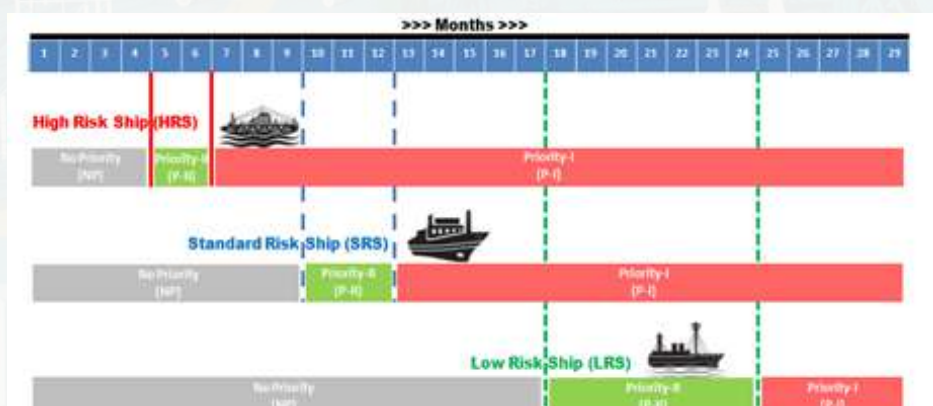 >>> Months >>>
1 2 3 4 5 6 7 8 9 10 11 12 13 14 15 16 17 18 19 20 21 22 23 24 25 26 27 28 29
High Risk Ship (HRS)
No Priority Priority-II Priority-I
(NP) (P-II) (P-I)
Standard Risk Ship (SRS)
No Priority Priority-II Priority-I
(NP) (P-II) (P-I)
Low Risk Ship (LRS)
No Priority Priority-II Priority-I
(NP) (P-II) (P-I)